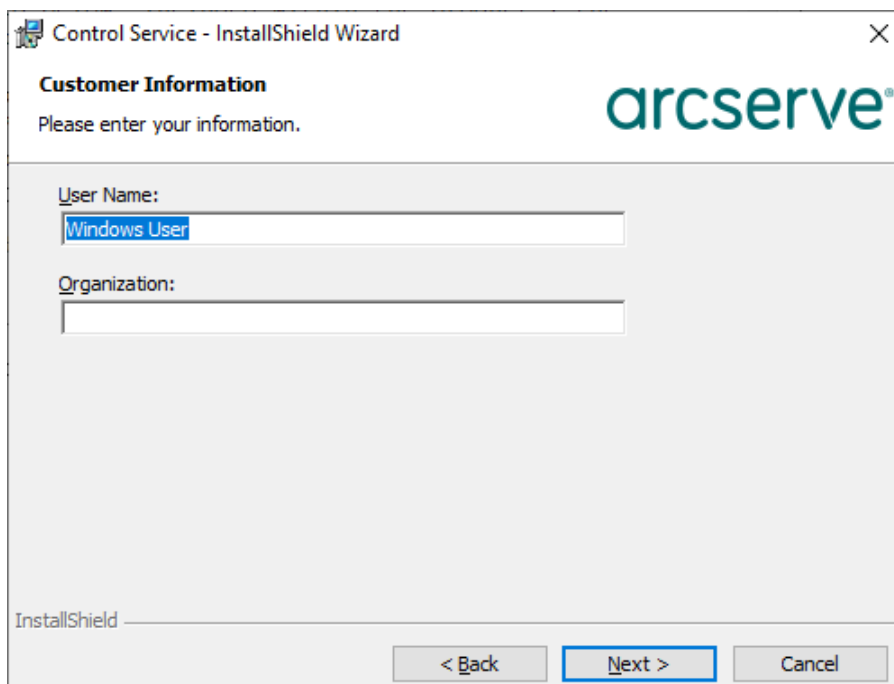 Control Service - InstallShield Wizard
Customer Information
Please enter your information.
arcserve®
User Name:
Windows User
Organization:
InstallShield
< Back
Next >
Cancel